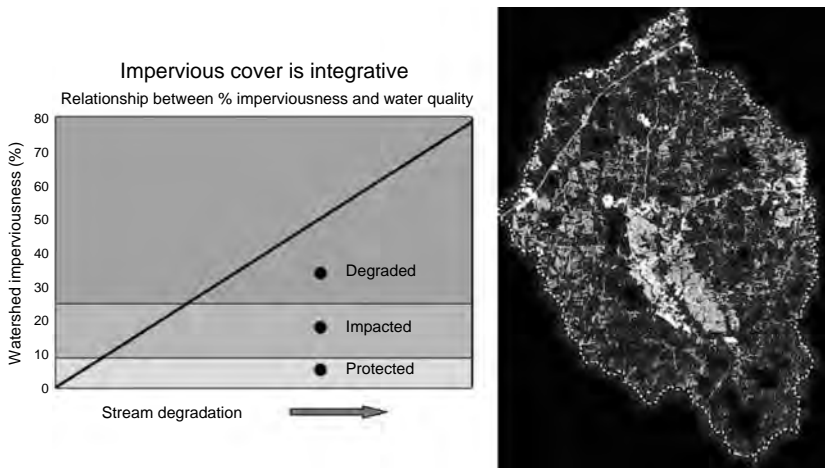 Impervious cover is integrative
Relationship between % imperviousness and water quality
Watershed imperviousness (%)
80
70
60
50
40
30
20
10
0
Degraded
Impacted
Protected
Stream degradation